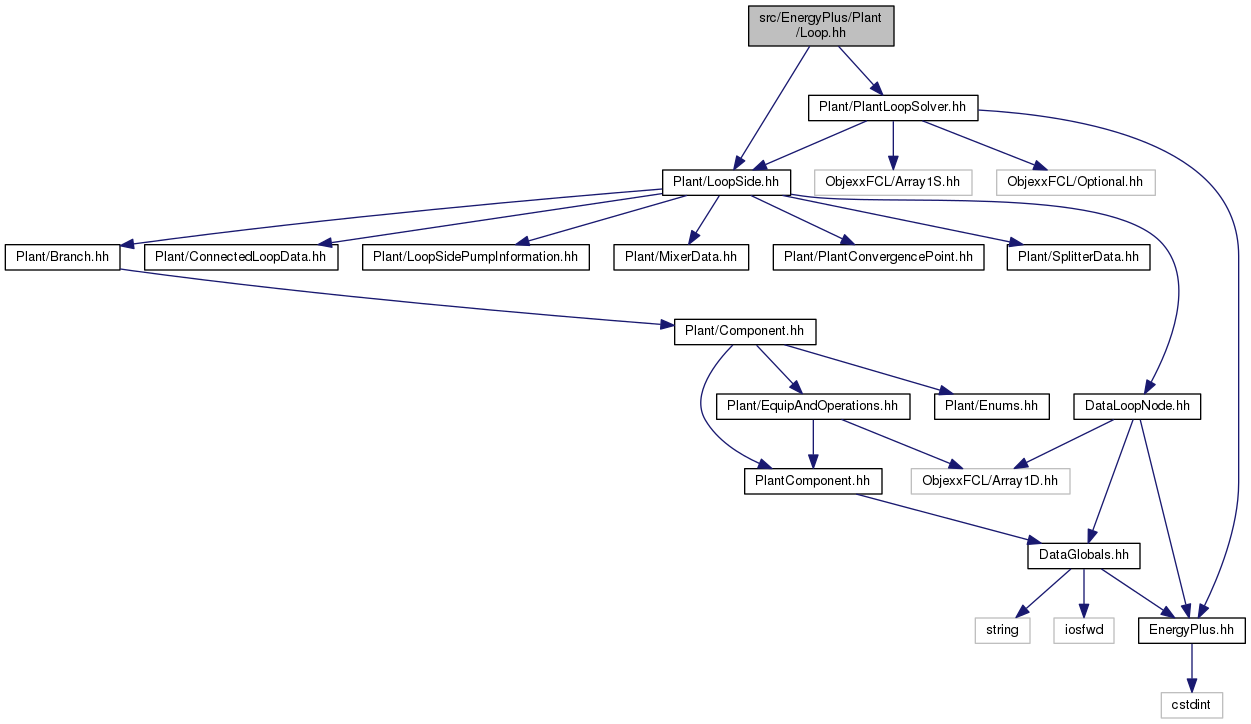 src/EnergyPlus/Plant
/Loop.hh
Plant/PlantLoopSolver.hh
Plant/LoopSide.hh
ObjexxFCL/Array1S.hh
ObjexxFCL/Optional.hh
Plant/Branch.hh
Plant/ConnectedLoopData.hh
Plant/LoopSidePumpInformation.hh
Plant/MixerData.hh
Plant/PlantConvergencePoint.hh
Plant/SplitterData.hh
Plant/Component.hh
Plant/EquipAndOperations.hh
Plant/Enums.hh
DataLoopNode.hh
PlantComponent.hh
ObjexxFCL/Array1D.hh
DataGlobals.hh
string
iosfwd
EnergyPlus.hh
cstdint